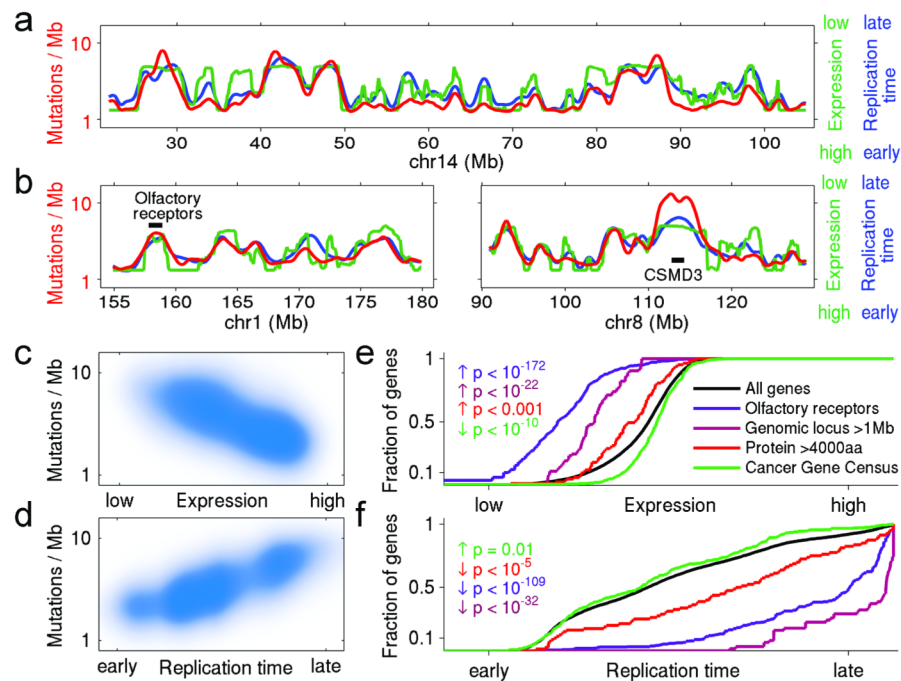 a
Mutations / Mb
10
1
30 40 50 60 70 80 90 100
chr14 (Mb)
low late
Expression
Replication time
high early
b
Mutations / Mb
10
1
Olfactory
receptors
155 160 165 170 175 180
chr1 (Mb)
CSMD3
90 100 110 120
chr8 (Mb)
low late
Expression
Replication time
high early
c
Mutations / Mb
10
1
low Expression high
d
Mutations / Mb
10
1
early Replication time late
e
Fraction of genes
1
0.5
0.1
↑ p < 10^-172
↑ p < 10^-22
↑ p < 0.001
↓ p < 10^-10
All genes
Olfactory receptors
Genomic locus >1Mb
Protein >4000aa
Cancer Gene Census
low Expression high
f
Fraction of genes
1
0.5
0.1
↑ p = 0.01
↓ p < 10^-5
↓ p < 10^-109
↓ p < 10^-32
early Replication time late